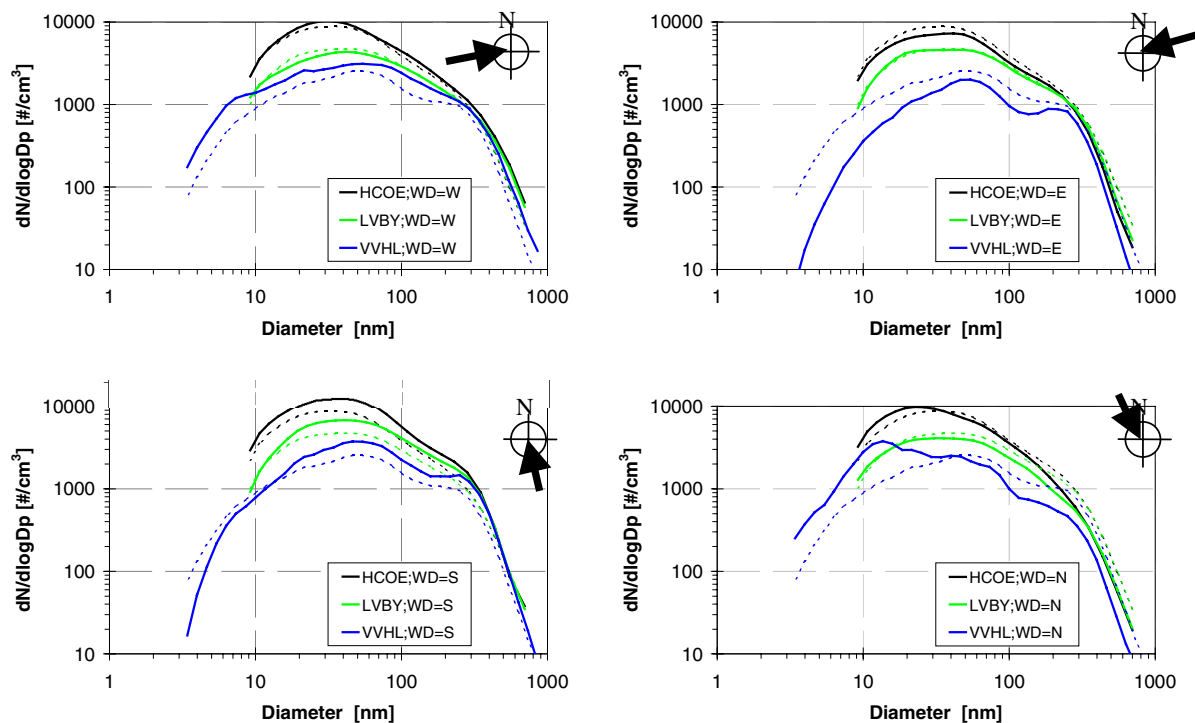 N
10000
1000
100
10
dN/dlogDp [#/cm³]
HCOE;WD=W
LVBY;WD=W
VVHL;WD=W
1 10 100 1000
Diameter [nm]
N
10000
1000
100
10
dN/dlogDp [#/cm³]
HCOE;WD=E
LVBY;WD=E
VVHL;WD=E
1 10 100 1000
Diameter [nm]
N
10000
1000
100
10
dN/dlogDp [#/cm³]
HCOE;WD=S
LVBY;WD=S
VVHL;WD=S
1 10 100 1000
Diameter [nm]
N
10000
1000
100
10
dN/dlogDp [#/cm³]
HCOE;WD=N
LVBY;WD=N
VVHL;WD=N
1 10 100 1000
Diameter [nm]